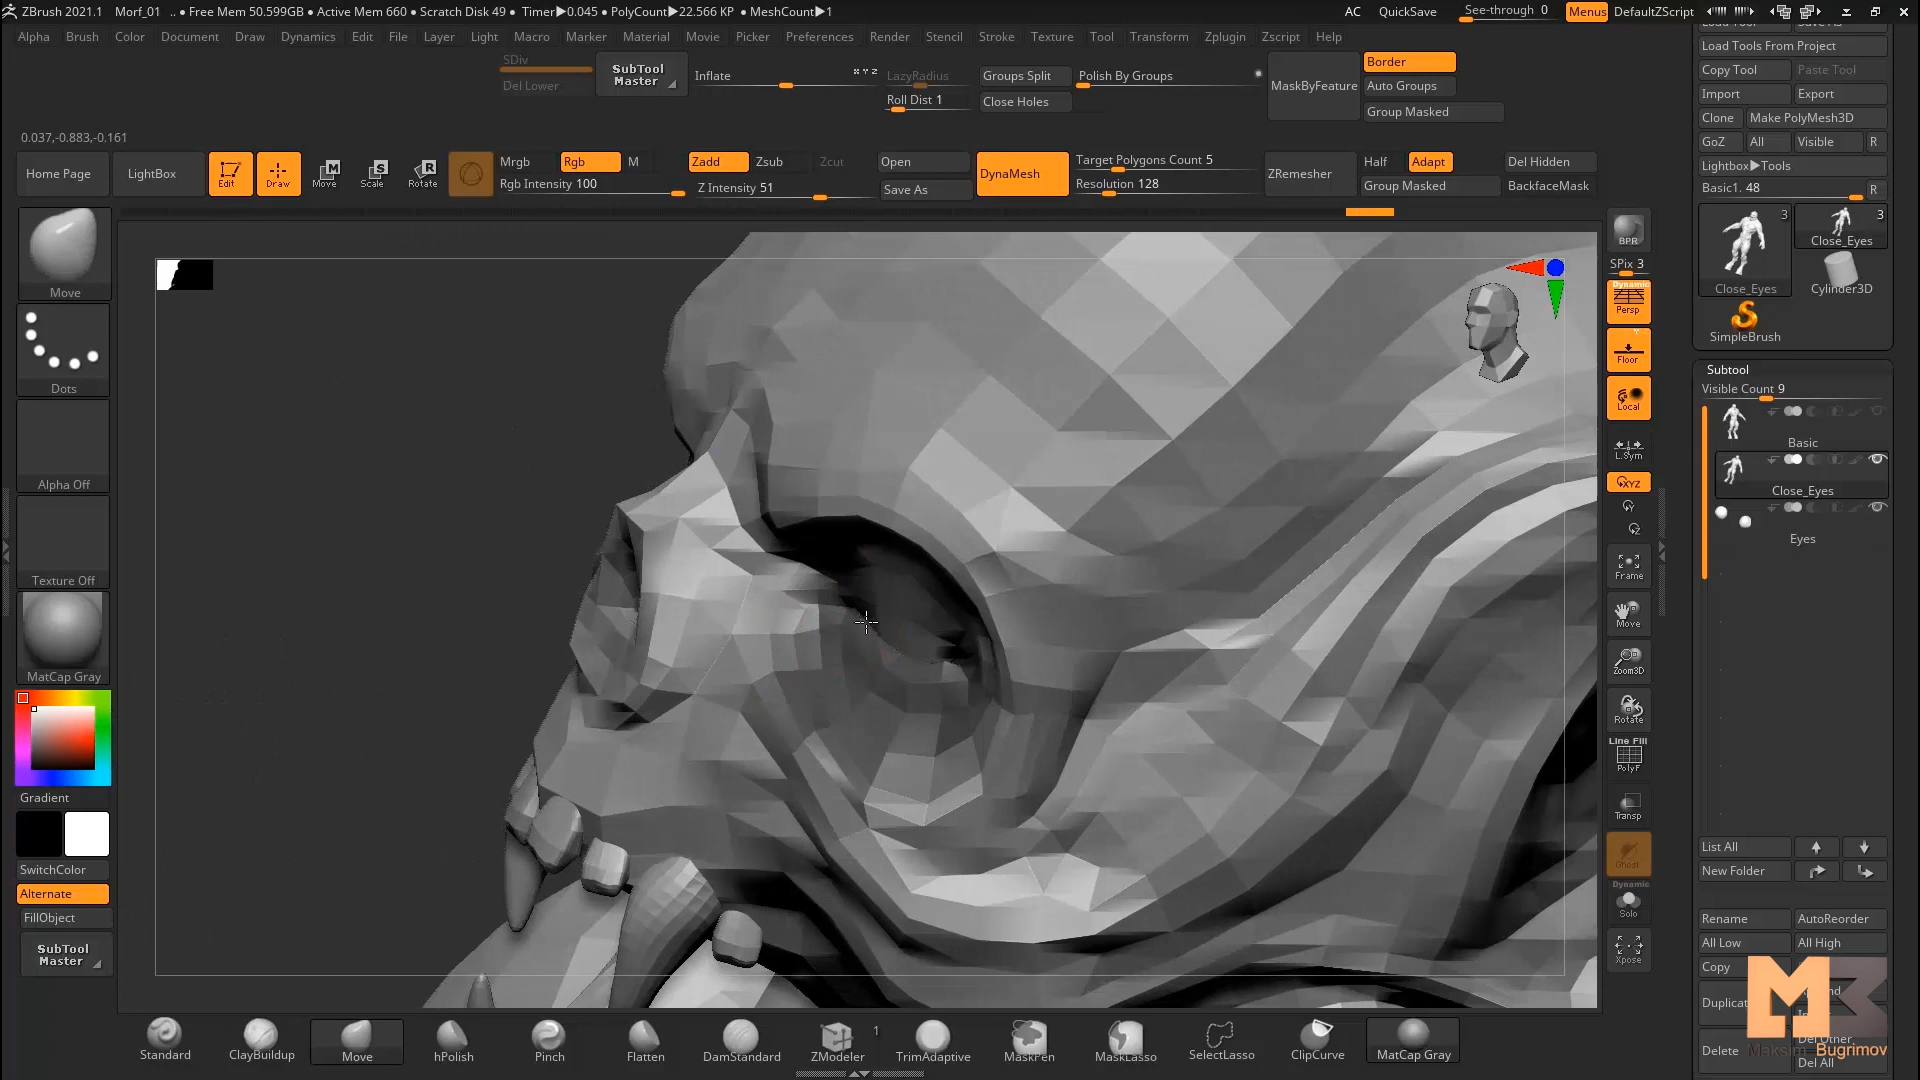 ZBrush 2021.1 Morf_01 .. • Free Mem 50.599GB • Active Mem 660 • Scratch Disk 49 • Timer▶0.045 • PolyCount▶22.566 KP • MeshCount▶1 AC QuickSave See-through 0 Menus DefaultZScript
Alpha Brush Color Document Draw Dynamics Edit File Layer Light Macro Marker Material Movie Picker Preferences Render Stencil Stroke Texture Tool Transform Zplugin Zscript Help
SDiv
Del Lower
SubTool
Master
Inflate
X Y Z
LazyRadius
Roll Dist 1
Groups Split
Close Holes
Polish By Groups
MaskByFeature
Border
Auto Groups
Group Masked
0.037,-0.883,-0.161
Home Page
LightBox
Edit
Draw
Move
Scale
Rotate
Mrgb
Rgb
M
Rgb Intensity 100
Zadd
Zsub
Zcut
Z Intensity 51
Open
Save As
DynaMesh
Target Polygons Count 5
Resolution 128
ZRemesher
Half
Adapt
Group Masked
Del Hidden
BackfaceMask
Move
Dots
Alpha Off
Texture Off
MatCap Gray
Gradient
SwitchColor
Alternate
FillObject
SubTool
Master
BPR
SPix 3
Dynamic
Persp
Floor
Local
L.Sym
XYZ
Y
Z
Frame
Move
Zoom3D
Rotate
Line Fill
PolyF
Transp
Ghost
Dynamic
Solo
Xpose
Load Tools From Project
Copy Tool
Paste Tool
Import
Export
Clone
Make PolyMesh3D
GoZ
All
Visible
R
Lightbox▶Tools
Basic1. 48
R
3
3
Close_Eyes
Close_Eyes
Cylinder3D
SimpleBrush
Subtool
Visible Count 9
Basic
Close_Eyes
Eyes
List All
New Folder
Rename
AutoReorder
All Low
All High
Copy
Delete
Del Other
Del All
M3
Maksim Bugrimov
Standard
ClayBuildup
Move
hPolish
Pinch
Flatten
DamStandard
ZModeler
1
TrimAdaptive
MaskPen
MaskLasso
SelectLasso
ClipCurve
MatCap Gray